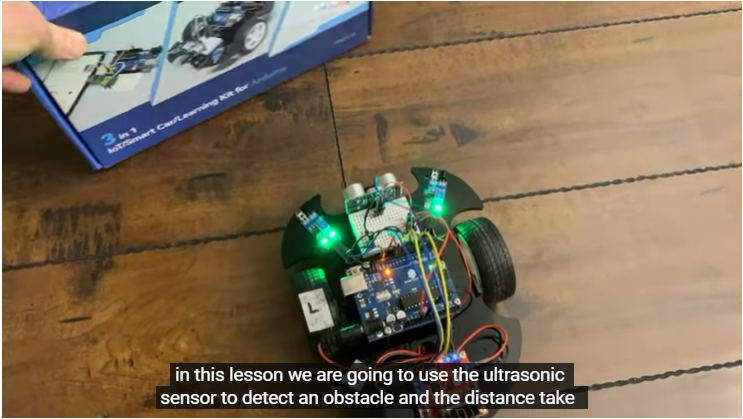 3 in 1
IoT/Smart Car/Learning Kit for Arduino
L
in this lesson we are going to use the ultrasonic
sensor to detect an obstacle and the distance take